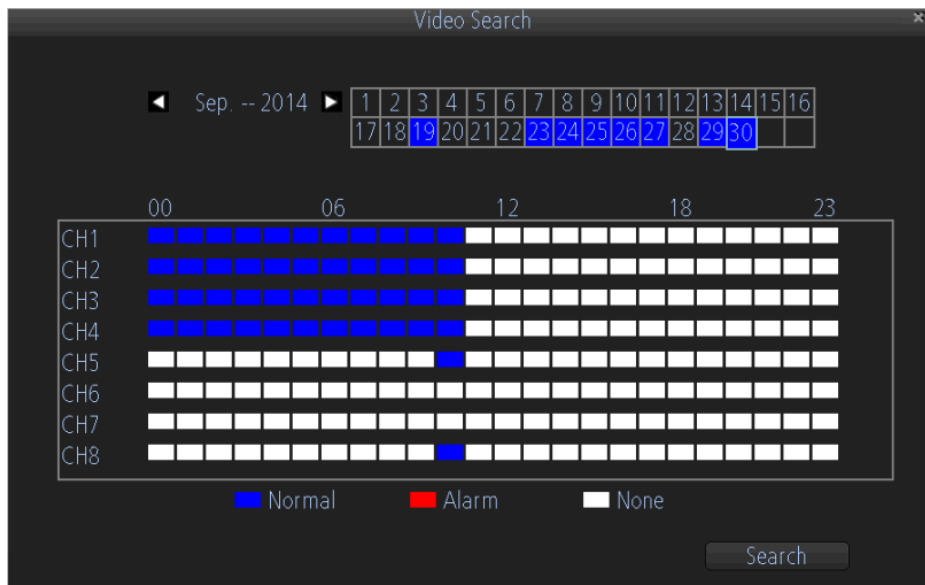 Video Search ×
Sep. -- 2014 1 2 3 4 5 6 7 8 9 10 11 12 13 14 15 16
17 18 19 20 21 22 23 24 25 26 27 28 29 30
00 06 12 18 23
CH1
CH2
CH3
CH4
CH5
CH6
CH7
CH8
Normal Alarm None
Search